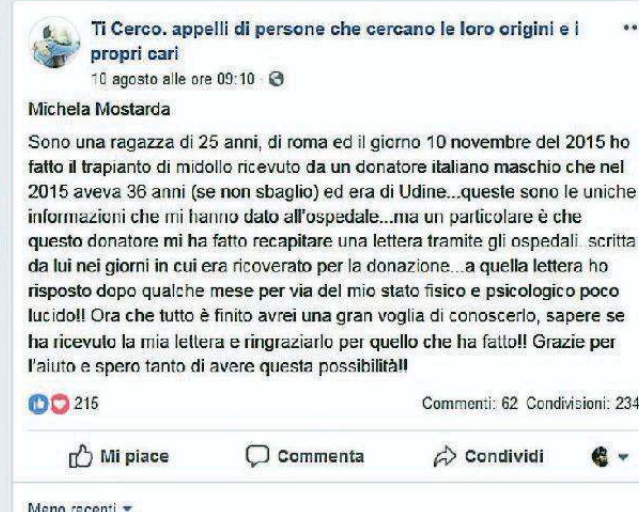 Ti Cerco. appelli di persone che cercano le loro origini e i
propri cari
10 agosto alle ore 09:10
Michela Mostarda
Sono una ragazza di 25 anni, di roma ed il giorno 10 novembre del 2015 ho
fatto il trapianto di midollo ricevuto da un donatore italiano maschio che nel
2015 aveva 36 anni (se non sbaglio) ed era di Udine...queste sono le uniche
informazioni che mi hanno dato all'ospedale...ma un particolare è che
questo donatore mi ha fatto recapitare una lettera tramite gli ospedali..scritta
da lui nei giorni in cui era ricoverato per la donazione...a quella lettera ho
risposto dopo qualche mese per via del mio stato fisico e psicologico poco
lucido!! Ora che tutto è finito avrei una gran voglia di conoscerlo, sapere se
ha ricevuto la mia lettera e ringraziarlo per quello che ha fatto!! Grazie per
l'aiuto e spero tanto di avere questa possibilità!!
215 Commenti: 62 Condivisioni: 234
Mi piace Commenta Condividi
Meno recenti